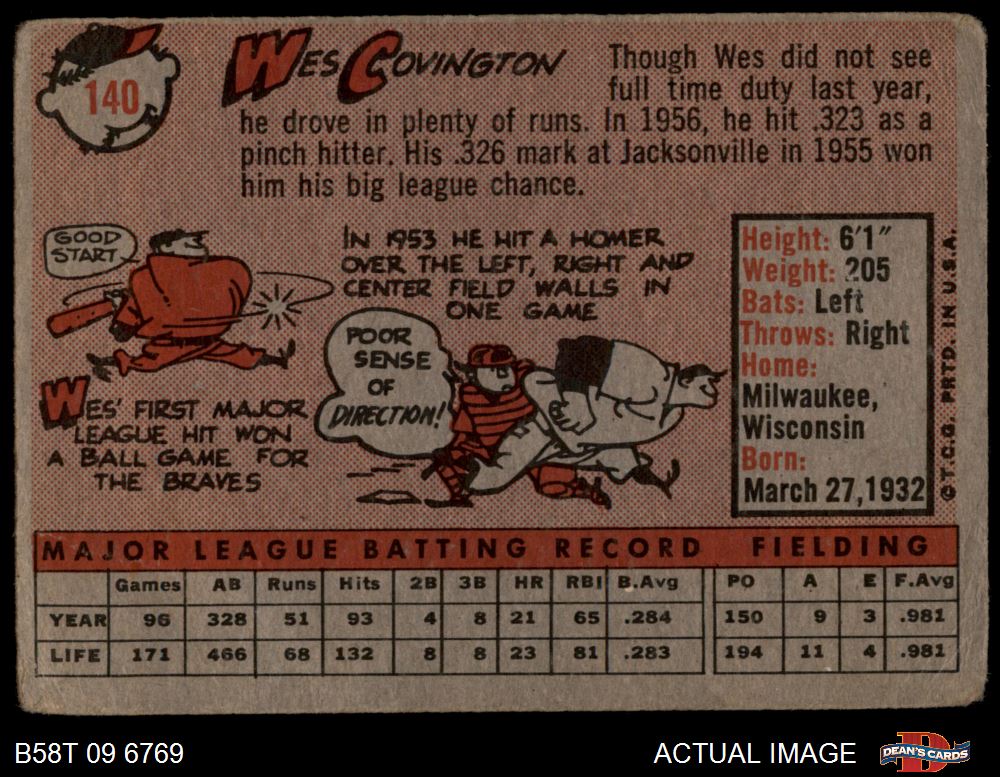 140
WES COVINGTON
Though Wes did not see
full time duty last year,
he drove in plenty of runs. In 1956, he hit .323 as a
pinch hitter. His .326 mark at Jacksonville in 1955 won
him his big league chance.
GOOD
START
WES' FIRST MAJOR
LEAGUE HIT WON
A BALL GAME FOR
THE BRAVES
IN 1953 HE HIT A HOMER
OVER THE LEFT, RIGHT AND
CENTER FIELD WALLS IN
ONE GAME
POOR
SENSE
OF
DIRECTION!
Height: 6'1"
Weight: 205
Bats: Left
Throws: Right
Home:
Milwaukee,
Wisconsin
Born:
March 27, 1932
© T.C.G. PRTD. IN U.S.A.
MAJOR LEAGUE BATTING RECORD FIELDING
Games AB Runs Hits 2B 3B HR RBI B.Avg PO A E F.Avg
YEAR 96 328 51 93 4 8 21 65 .284 150 9 3 .981
LIFE 171 466 68 132 8 8 23 81 .283 194 11 4 .981
B58T 09 6769
ACTUAL IMAGE
DEAN'S CARDS